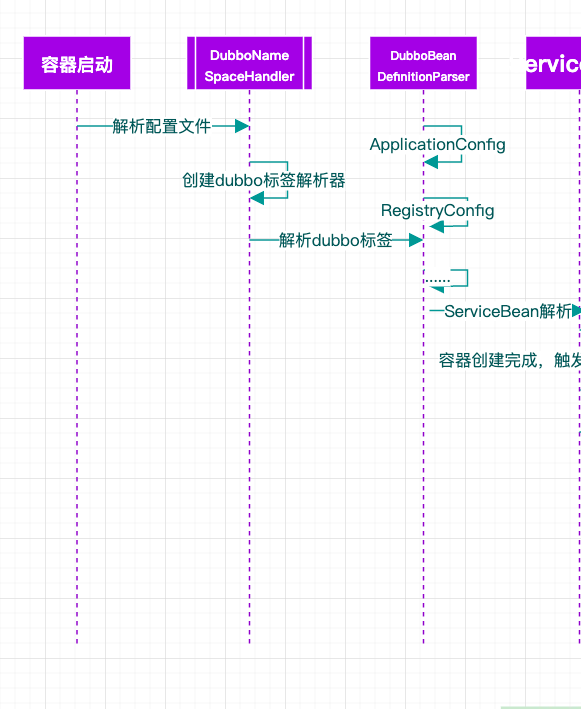 容器启动
DubboName
SpaceHandler
DubboBean
DefinitionParser
解析配置文件
ApplicationConfig
创建dubbo标签解析器
RegistryConfig
解析dubbo标签
......
ServiceBean解析
容器创建完成，触发